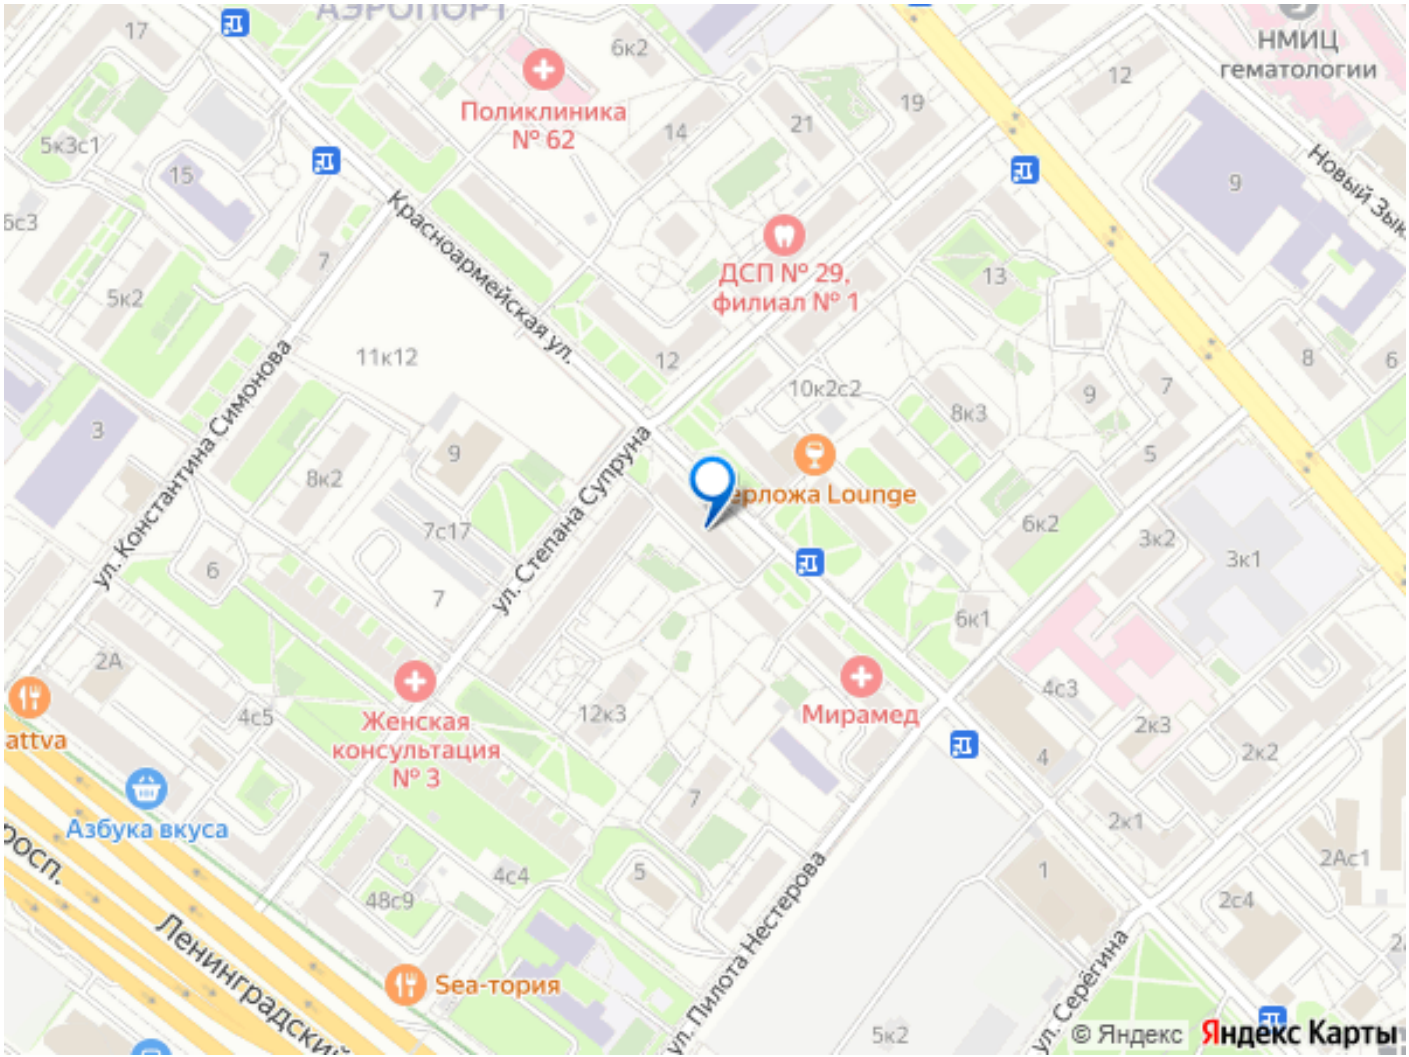 АЭРОПОРТ
17
6к2
НМИЦ
гематологии
12
19
Поликлиника
№ 62
14
21
5к3с1
15
9
Новый Зык
6с3
Красноармейская ул.
7
ДСП № 29,
филиал № 1
13
5к2
11к12
12
10к2с2
8
6
7
9
8к3
ул. Константина Симонова
3
9
5
8к2
ул. Степана Супруна
ерложа Lounge
7с17
6к2
3к2
3к1
6
7
6к1
2А
Женская
консультация
№ 3
4с5
12к3
Мирамед
4с3
2к3
2к2
4
attva
Азбука вкуса
7
2к1
росп.
4с4
5
1
2Ас1
48с9
2с4
Ленинградский
ул. Пилота Нестерова
ул. Серёгина
Sea-тория
5к2
© Яндекс
Яндекс Карты